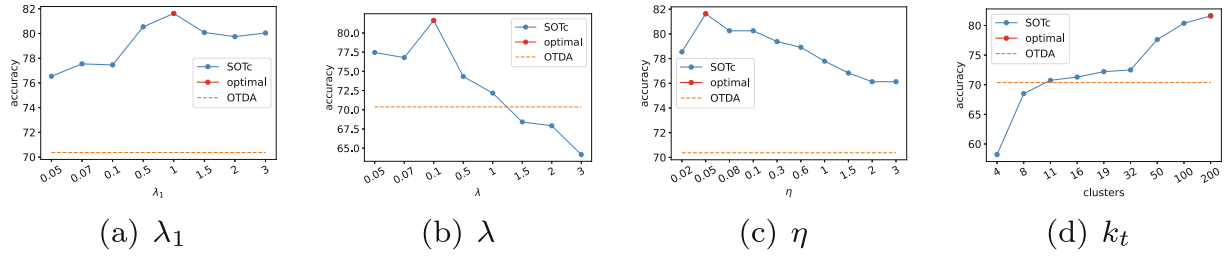 82
80
78
76
74
72
70
accuracy
SOTc
optimal
OTDA
0.05
0.07
0.1
0.5
1
1.5
2
3
λ₁
(a) λ₁
80.0
77.5
75.0
72.5
70.0
67.5
65.0
accuracy
SOTc
optimal
OTDA
0.05
0.07
0.1
0.5
1
1.5
2
3
λ
(b) λ
82
80
78
76
74
72
70
accuracy
SOTc
optimal
OTDA
0.02
0.05
0.08
0.1
0.3
0.6
1
1.5
2
3
η
(c) η
80
75
70
65
60
accuracy
SOTc
optimal
OTDA
4
8
11
16
19
32
50
100
200
clusters
(d) kₜ